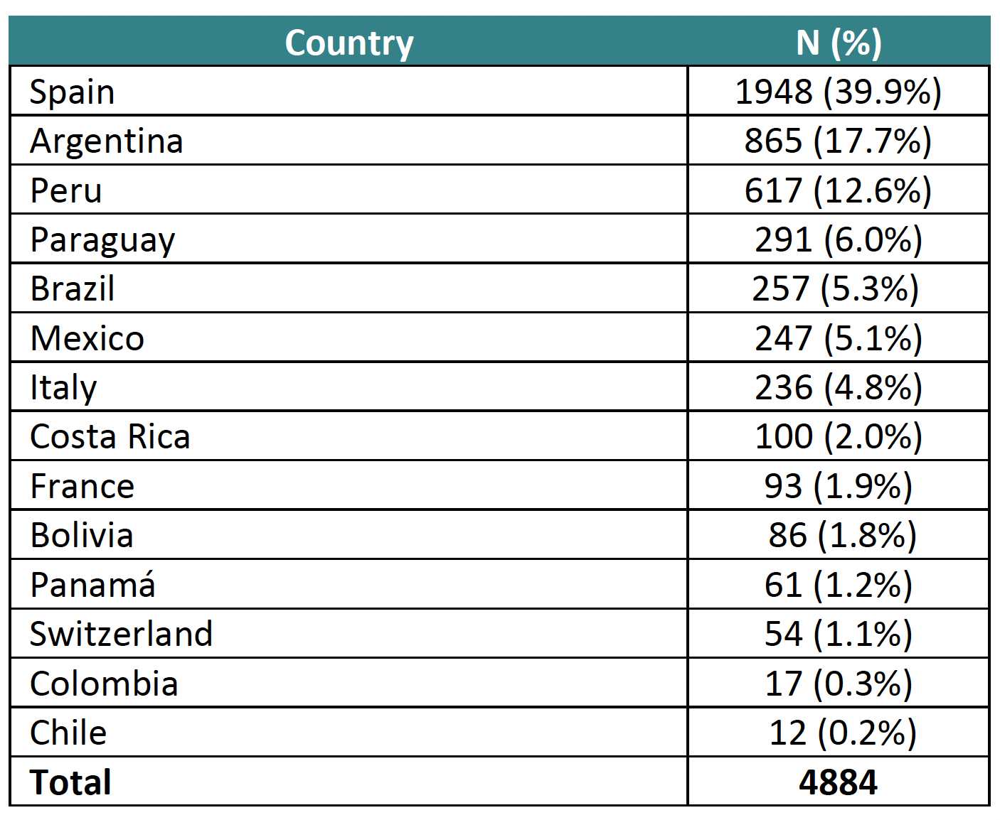 Country N (%)
Spain 1948 (39.9%)
Argentina 865 (17.7%)
Peru 617 (12.6%)
Paraguay 291 (6.0%)
Brazil 257 (5.3%)
Mexico 247 (5.1%)
Italy 236 (4.8%)
Costa Rica 100 (2.0%)
France 93 (1.9%)
Bolivia 86 (1.8%)
Panamá 61 (1.2%)
Switzerland 54 (1.1%)
Colombia 17 (0.3%)
Chile 12 (0.2%)
Total 4884